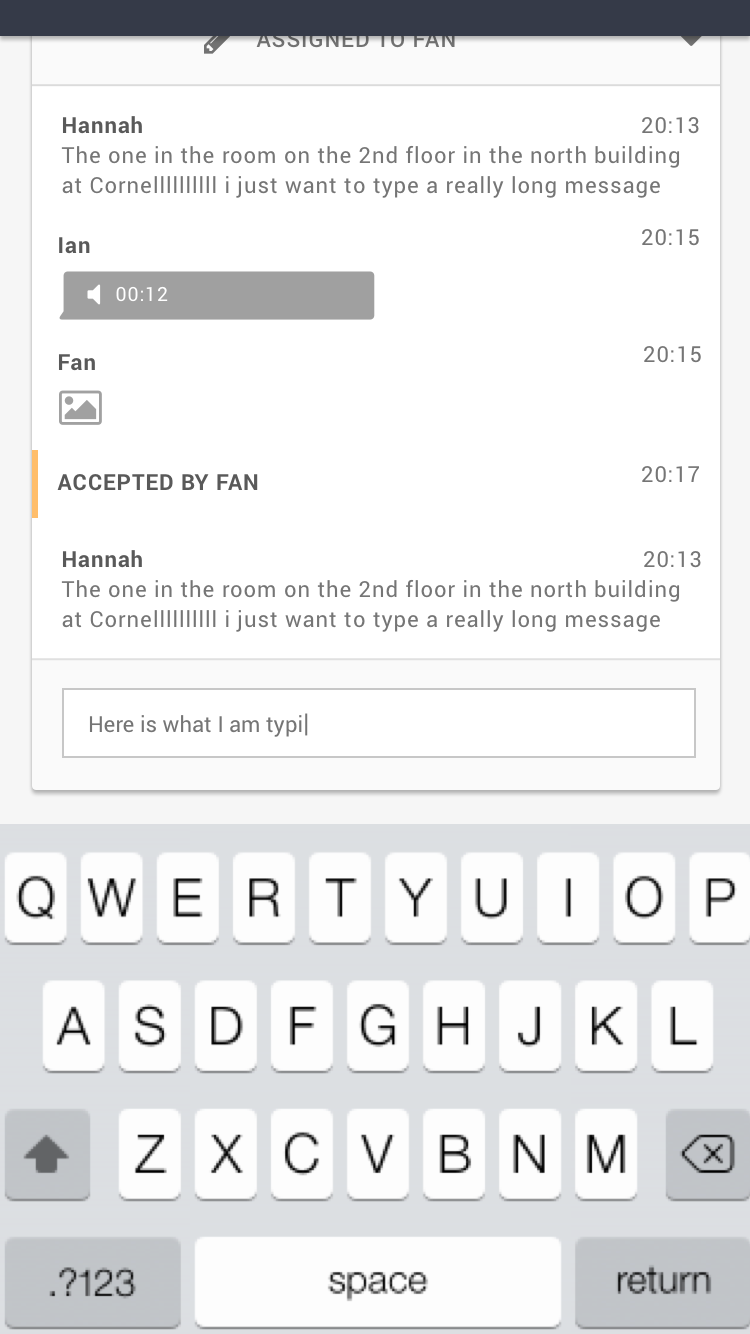 ASSIGNED TO FAN
Hannah 20:13
The one in the room on the 2nd floor in the north building
at Cornellllllllll i just want to type a really long message
Ian 20:15
00:12
Fan 20:15
ACCEPTED BY FAN 20:17
Hannah 20:13
The one in the room on the 2nd floor in the north building
at Cornellllllllll i just want to type a really long message
Here is what I am typi
Q W E R T Y U I O P
A S D F G H J K L
Z X C V B N M
.?123 space return